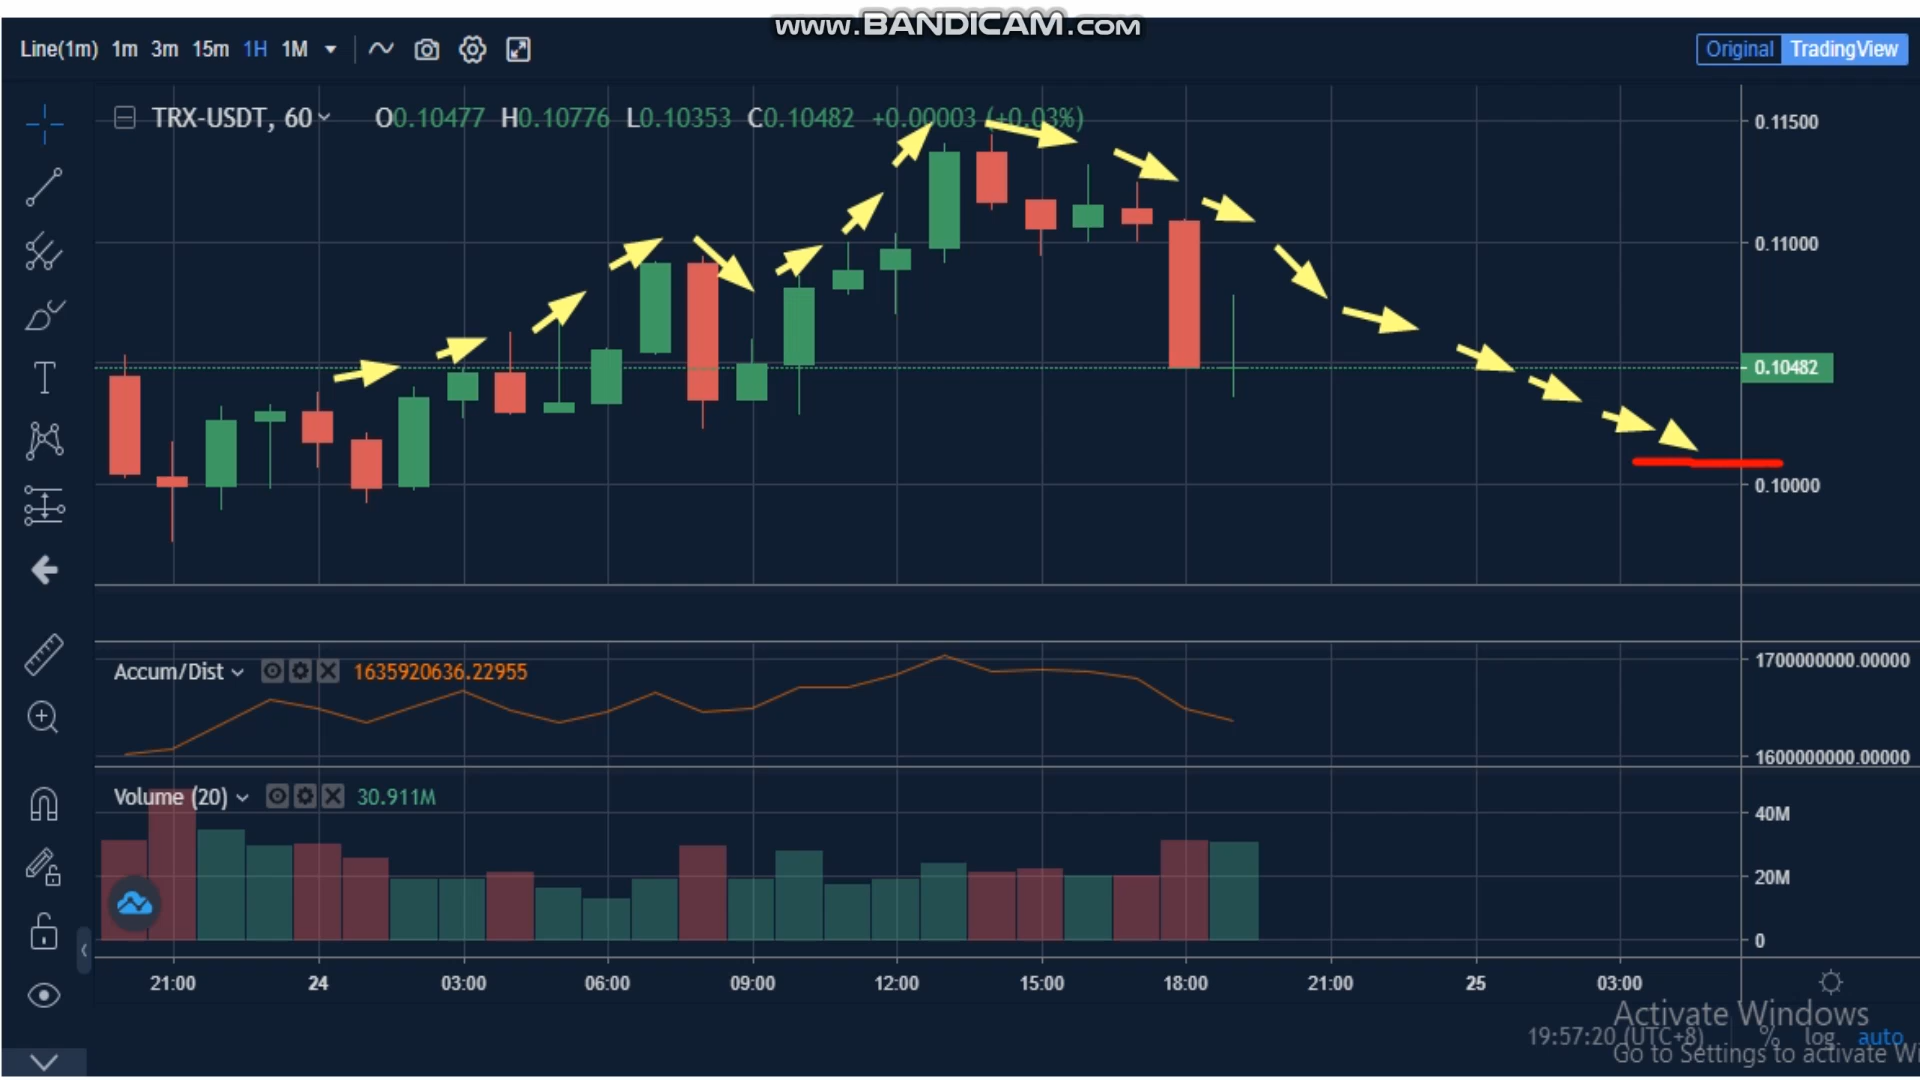 www.BANDICAM.com
Line(1m) 1m 3m 15m 1H 1M
Original TradingView
TRX-USDT, 60 O0.10477 H0.10776 L0.10353 C0.10482 +0.00003 (+0.03%)
0.11500
0.11000
0.10482
0.10000
Accum/Dist 1635920636.22955
1700000000.00000
1600000000.00000
Volume (20) 30.911M
40M
20M
0
21:00 24 03:00 06:00 09:00 12:00 15:00 18:00 21:00 25 03:00
Activate Windows
19:57:20 (UTC+8) % log auto
Go to Settings to activate Wi